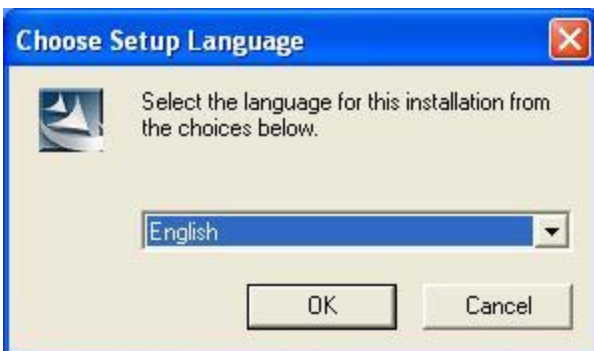 Choose Setup Language
Select the language for this installation from
the choices below.
English
OK
Cancel